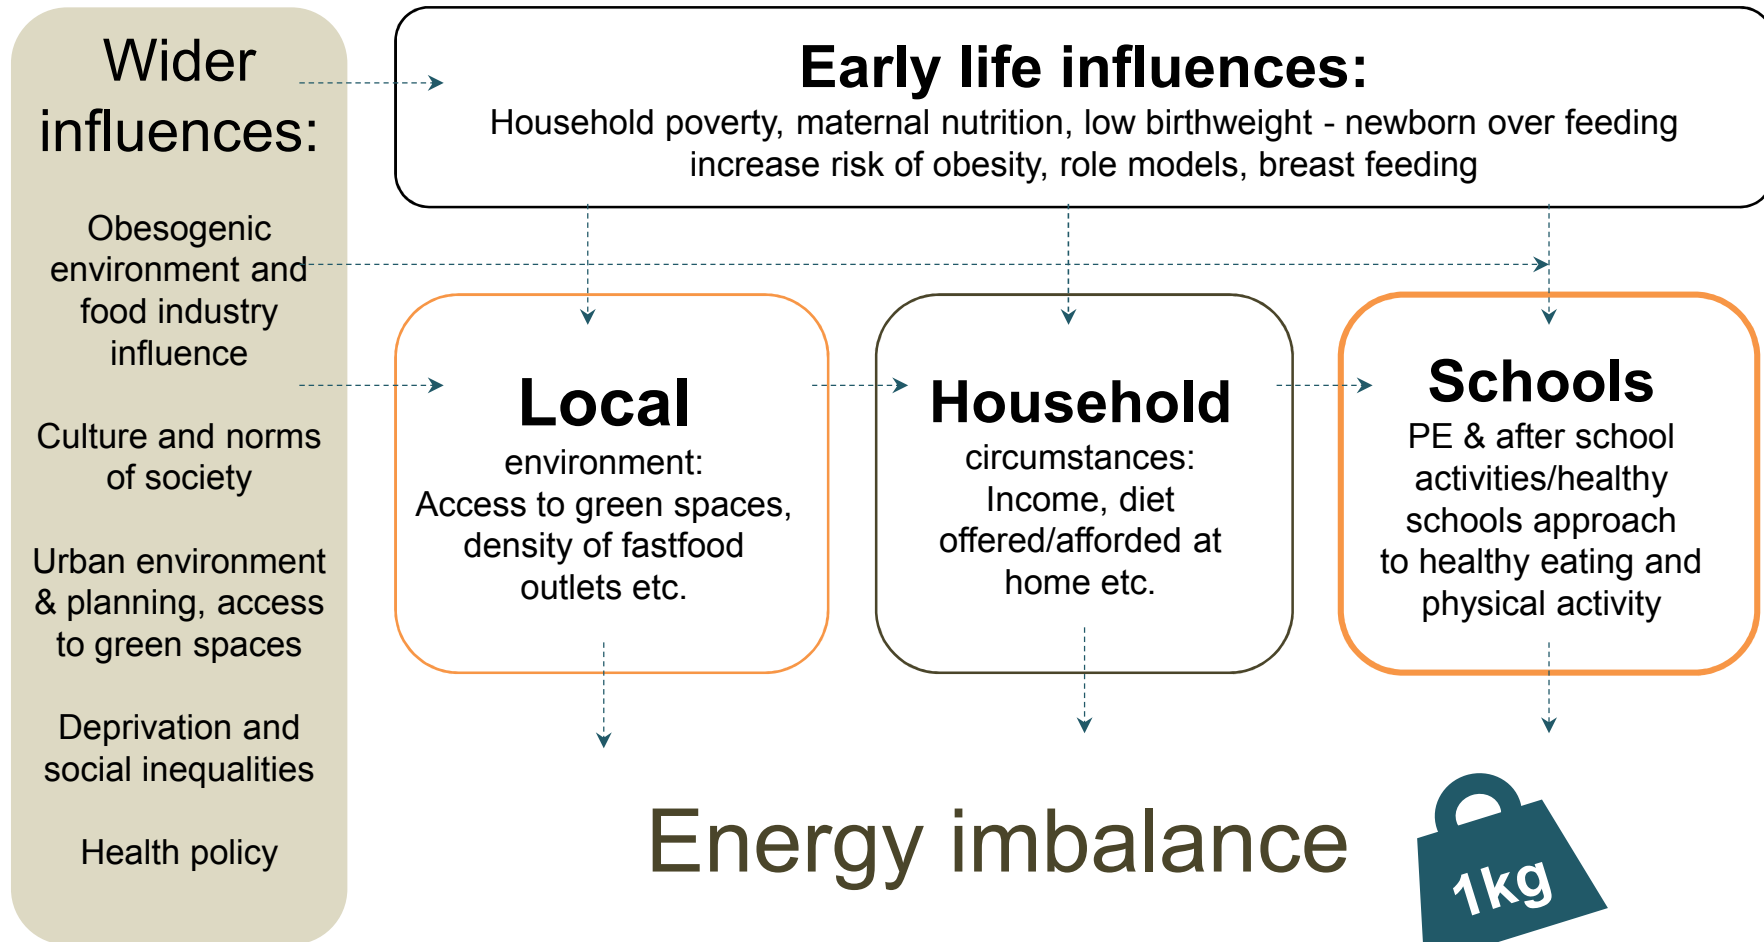 Wider
influences:
Obesogenic
environment and
food industry
influence
Culture and norms
of society
Urban environment
& planning, access
to green spaces
Deprivation and
social inequalities
Health policy
Early life influences:
Household poverty, maternal nutrition, low birthweight - newborn over feeding
increase risk of obesity, role models, breast feeding
Local
environment:
Access to green spaces,
density of fastfood
outlets etc.
Household
circumstances:
Income, diet
offered/afforded at
home etc.
Schools
PE & after school
activities/healthy
schools approach
to healthy eating and
physical activity
Energy imbalance
1kg